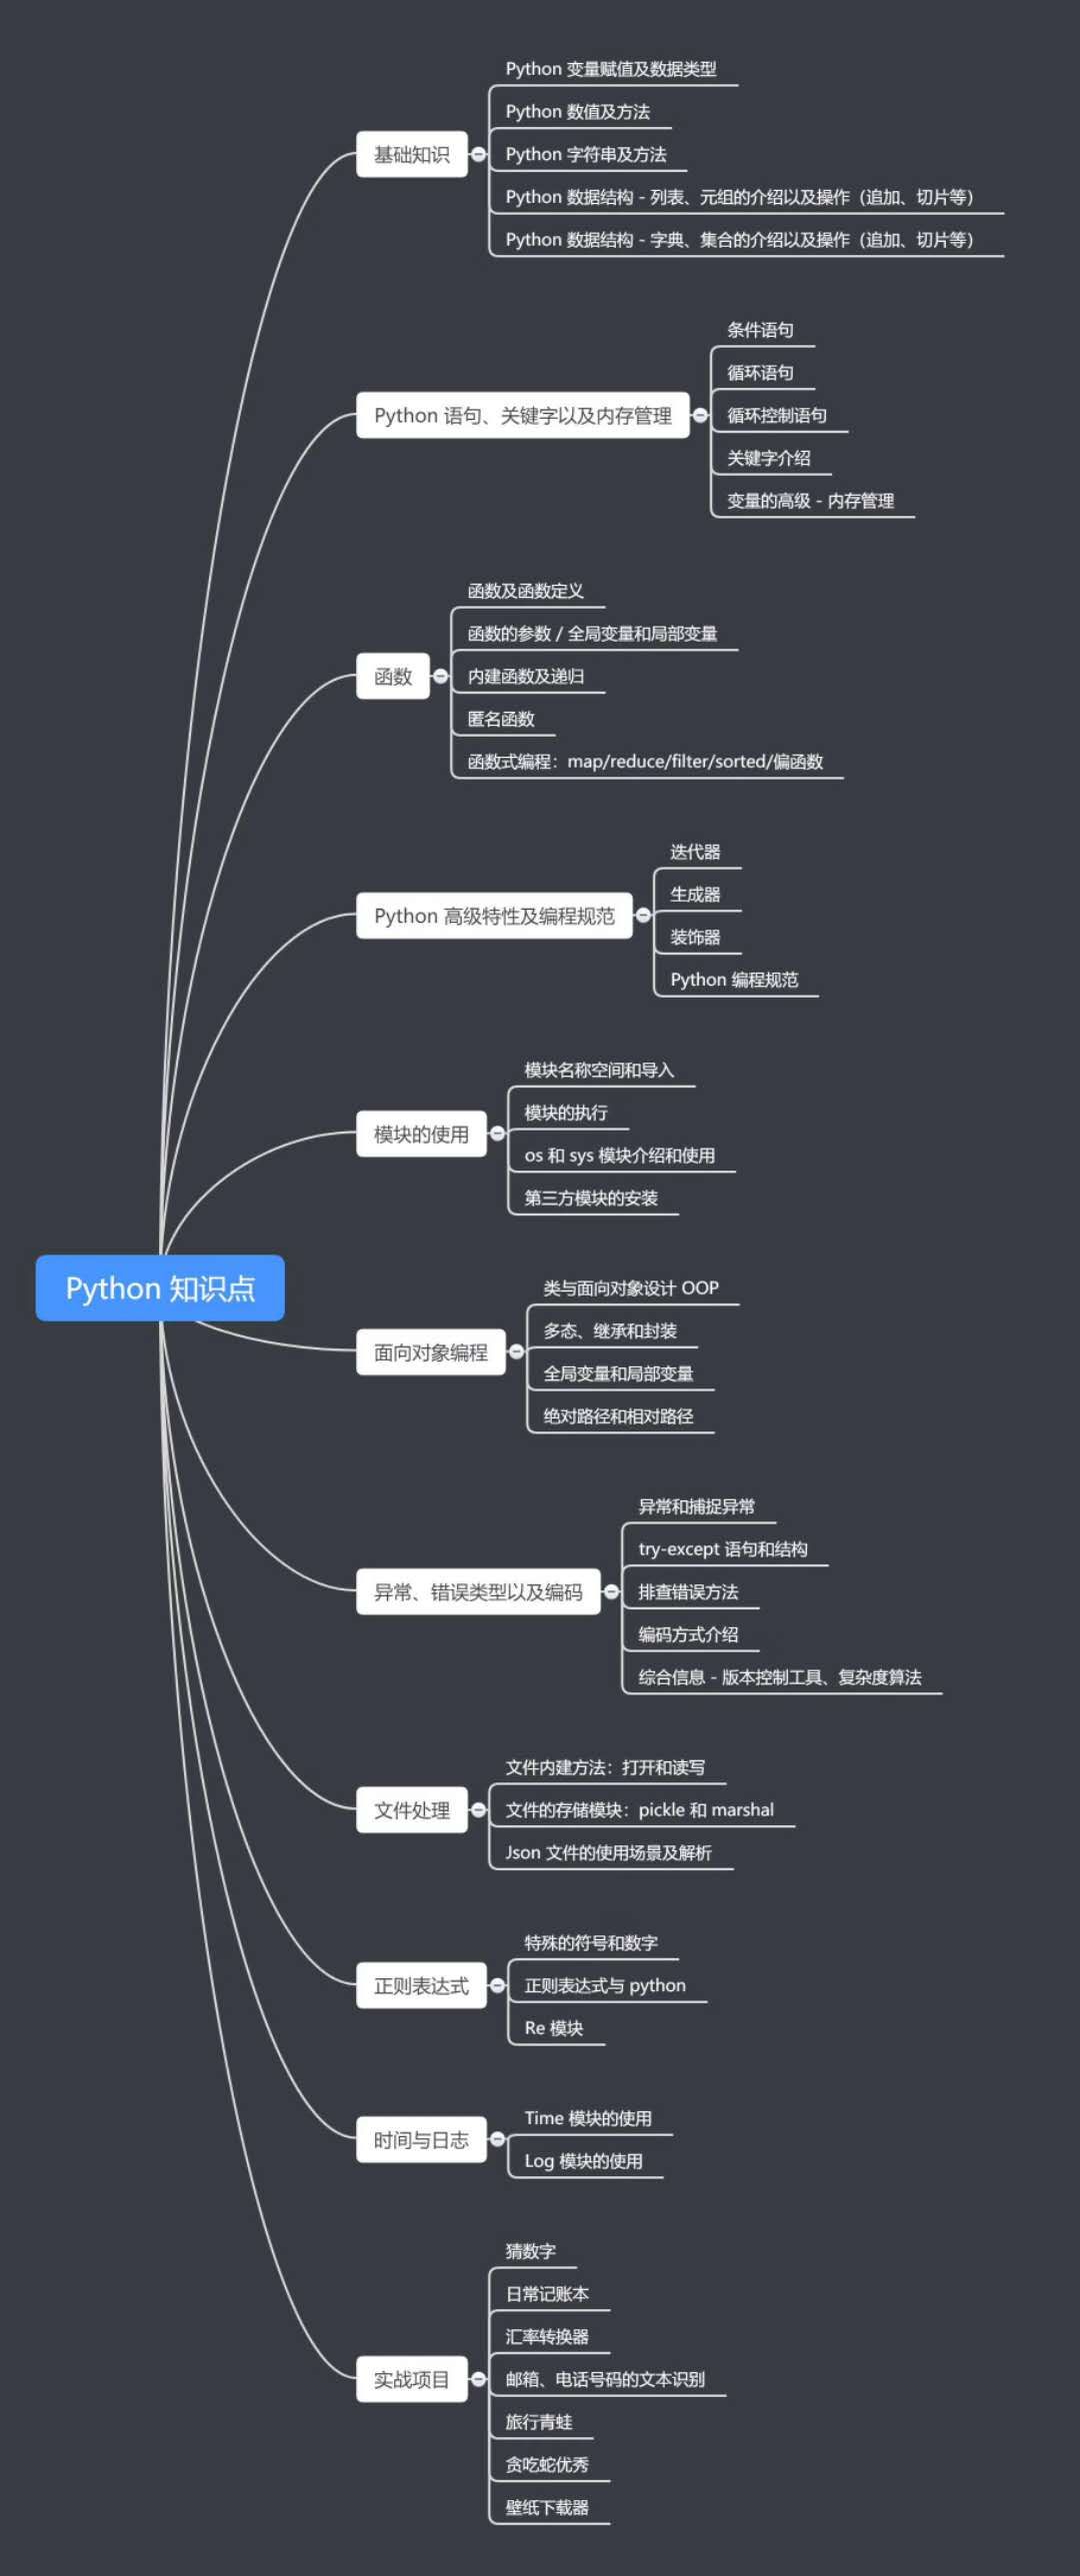 Python 知识点
基础知识
Python 变量赋值及数据类型
Python 数值及方法
Python 字符串及方法
Python 数据结构 - 列表、元组的介绍以及操作（追加、切片等）
Python 数据结构 - 字典、集合的介绍以及操作（追加、切片等）
Python 语句、关键字以及内存管理
条件语句
循环语句
循环控制语句
关键字介绍
变量的高级 - 内存管理
函数
函数及函数定义
函数的参数 / 全局变量和局部变量
内建函数及递归
匿名函数
函数式编程：map/reduce/filter/sorted/偏函数
Python 高级特性及编程规范
迭代器
生成器
装饰器
Python 编程规范
模块的使用
模块名称空间和导入
模块的执行
os 和 sys 模块介绍和使用
第三方模块的安装
面向对象编程
类与面向对象设计 OOP
多态、继承和封装
全局变量和局部变量
绝对路径和相对路径
异常、错误类型以及编码
异常和捕捉异常
try-except 语句和结构
排查错误方法
编码方式介绍
综合信息 - 版本控制工具、复杂度算法
文件处理
文件内建方法：打开和读写
文件的存储模块：pickle 和 marshal
Json 文件的使用场景及解析
正则表达式
特殊的符号和数字
正则表达式与 python
Re 模块
时间与日志
Time 模块的使用
Log 模块的使用
实战项目
猜数字
日常记账本
汇率转换器
邮箱、电话号码的文本识别
旅行青蛙
贪吃蛇优秀
壁纸下载器